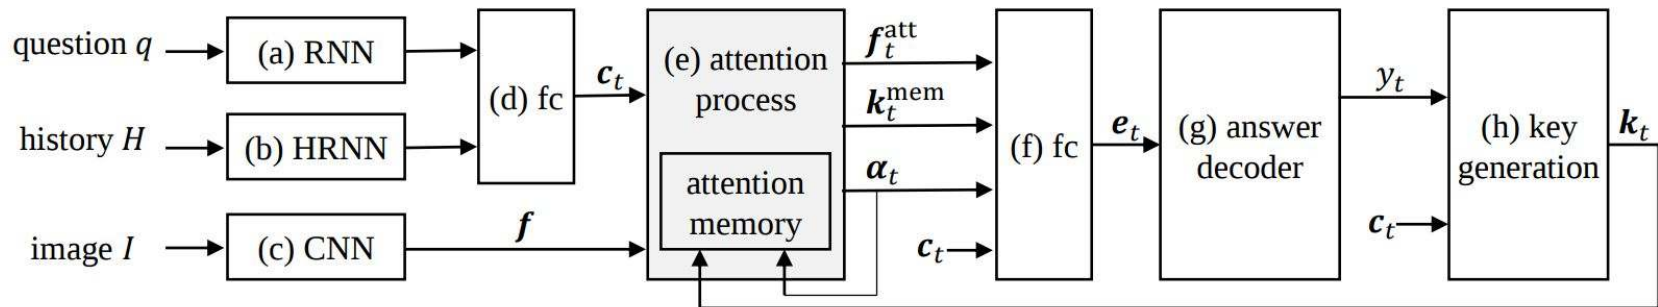 question q
(a) RNN
history H
(b) HRNN
image I
(c) CNN
(d) fc
c_t
f
(e) attention
process
attention
memory
f_t^att
k_t^mem
α_t
c_t
(f) fc
e_t
(g) answer
decoder
y_t
c_t
(h) key
generation
k_t